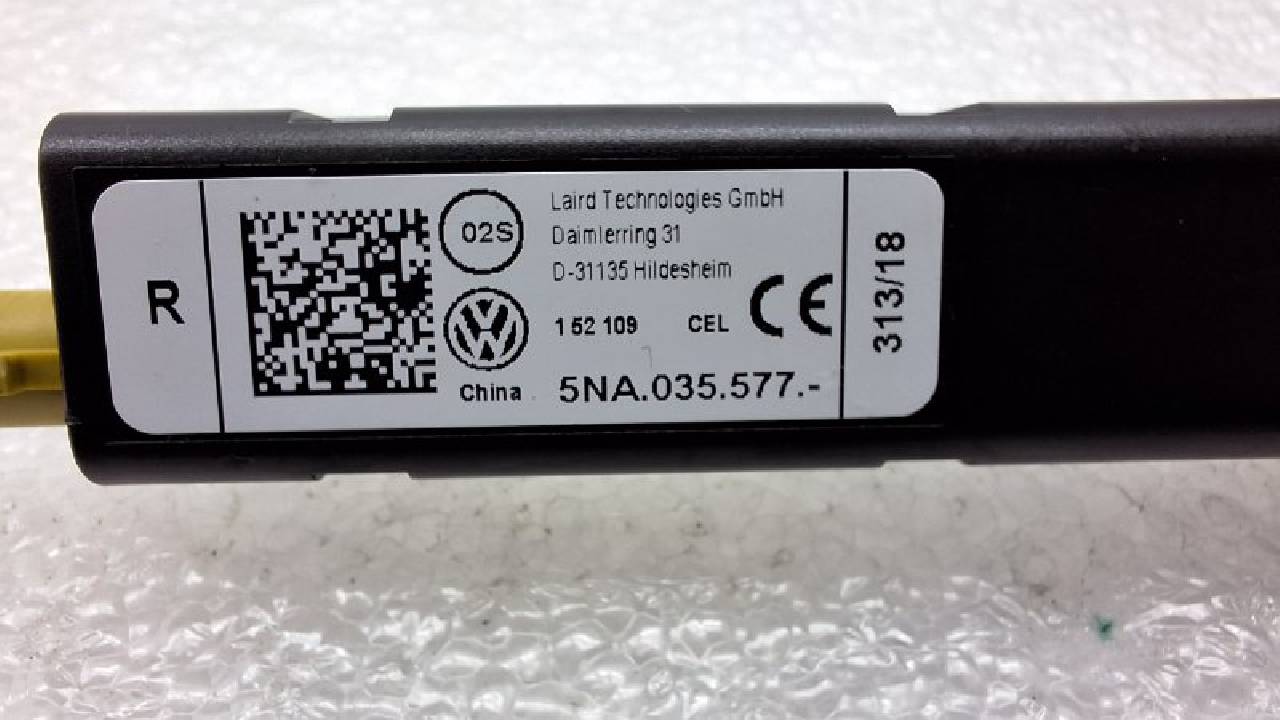 R
02S
Laird Technologies GmbH
Daimlerring 31
D-31135 Hildesheim
1 52 109 CEL CE
China 5NA.035.577.-
313/18